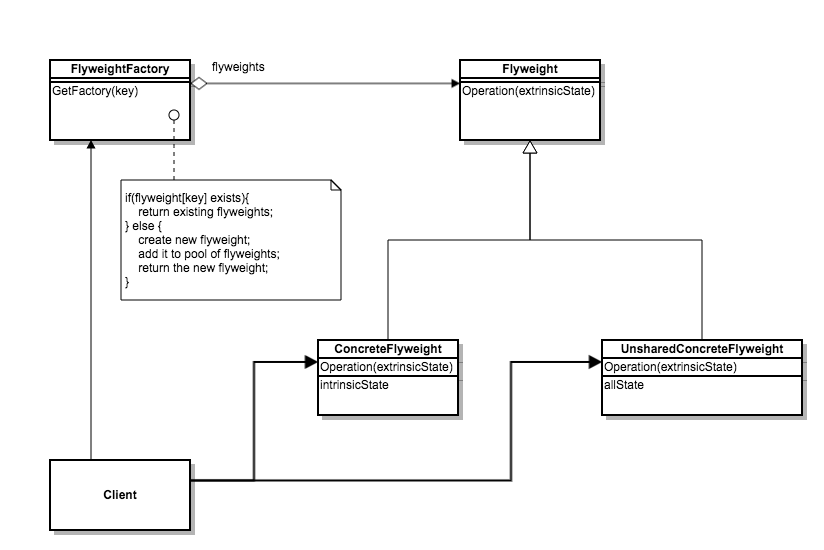 FlyweightFactory
GetFactory(key)
flyweights
Flyweight
Operation(extrinsicState)
if(flyweight[key] exists){
return existing flyweights;
} else {
create new flyweight;
add it to pool of flyweights;
return the new flyweight;
}
ConcreteFlyweight
Operation(extrinsicState)
intrinsicState
UnsharedConcreteFlyweight
Operation(extrinsicState)
allState
Client